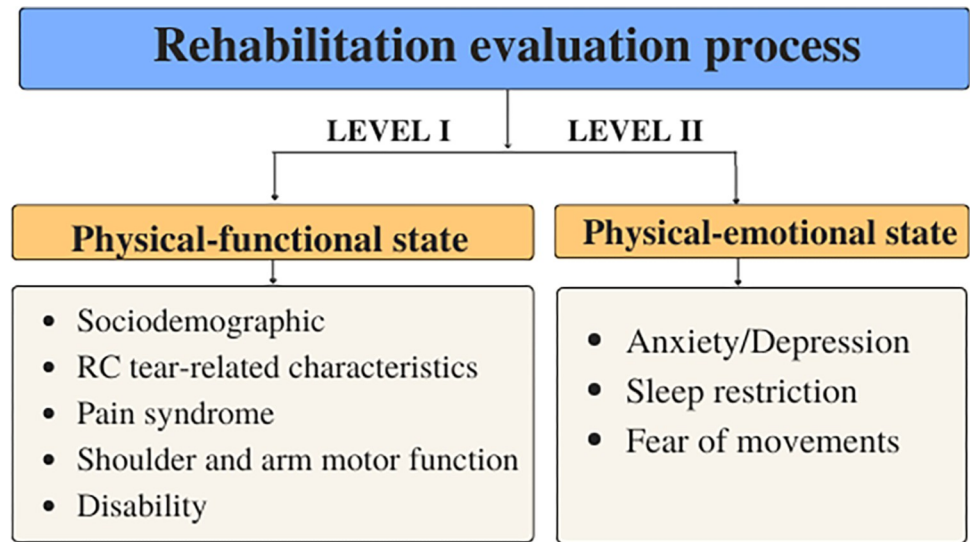 Rehabilitation evaluation process
LEVEL I
LEVEL II
Physical-functional state
Physical-emotional state
• Sociodemographic
• RC tear-related characteristics
• Pain syndrome
• Shoulder and arm motor function
• Disability
• Anxiety/Depression
• Sleep restriction
• Fear of movements